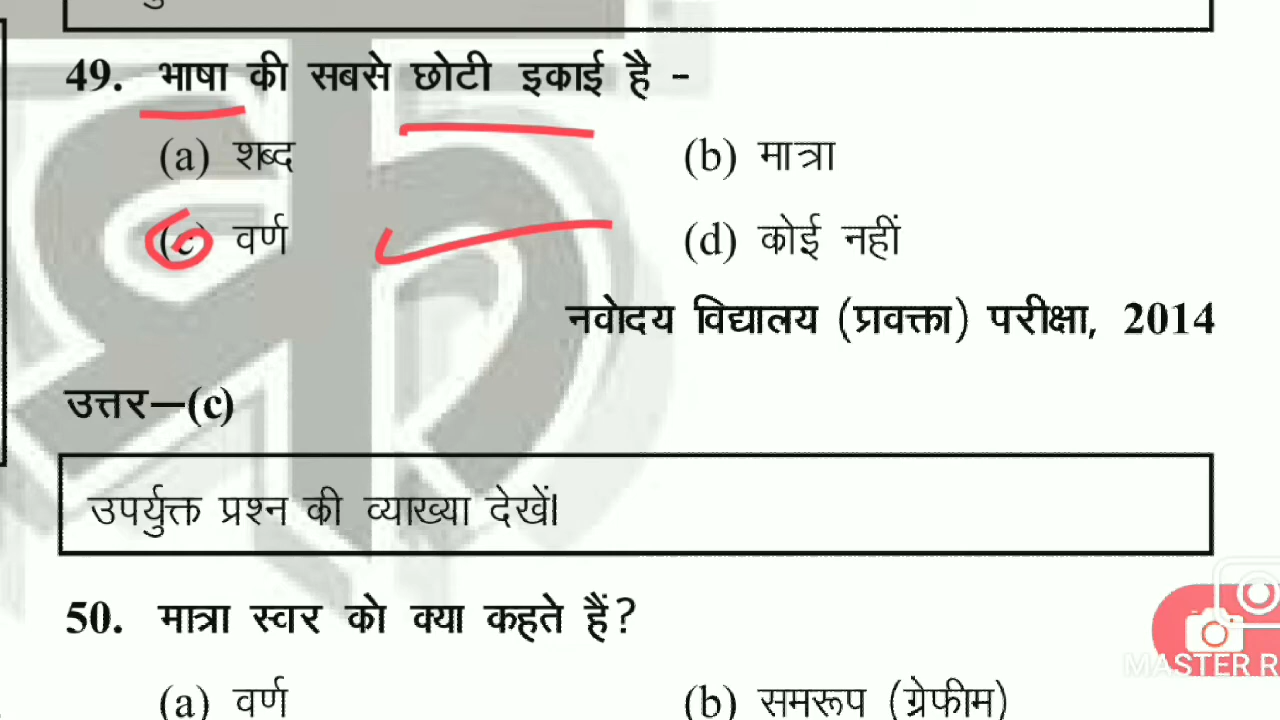 49. भाषा की सबसे छोटी इकाई है -
(a) शब्द (b) मात्रा
(c) वर्ण (d) कोई नहीं
नवोदय विद्यालय (प्रवक्ता) परीक्षा, 2014
उत्तर—(c)
उपर्युक्त प्रश्न की व्याख्या देखें।
50. मात्रा स्वर को क्या कहते हैं?
(a) वर्ण (b) समरूप (ग्रेफीम)
MASTER R